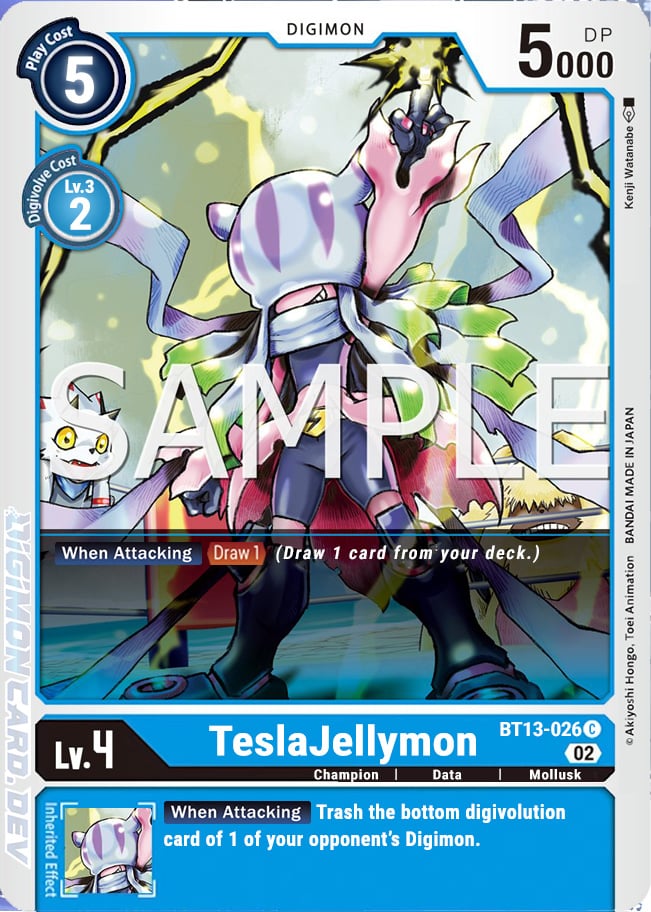 Play Cost
5
DIGIMON
DP
5000
Digivolve Cost
Lv.3
2
Kenji Watanabe
SAMPLE
When Attacking Draw 1 (Draw 1 card from your deck.)
© Akiyoshi Hongo, Toei Animation BANDAI MADE IN JAPAN
DIGIMONCARD.DEV
Lv.4
TeslaJellymon
BT13-026 C
02
Champion | Data | Mollusk
Inherited Effect
When Attacking Trash the bottom digivolution
card of 1 of your opponent's Digimon.